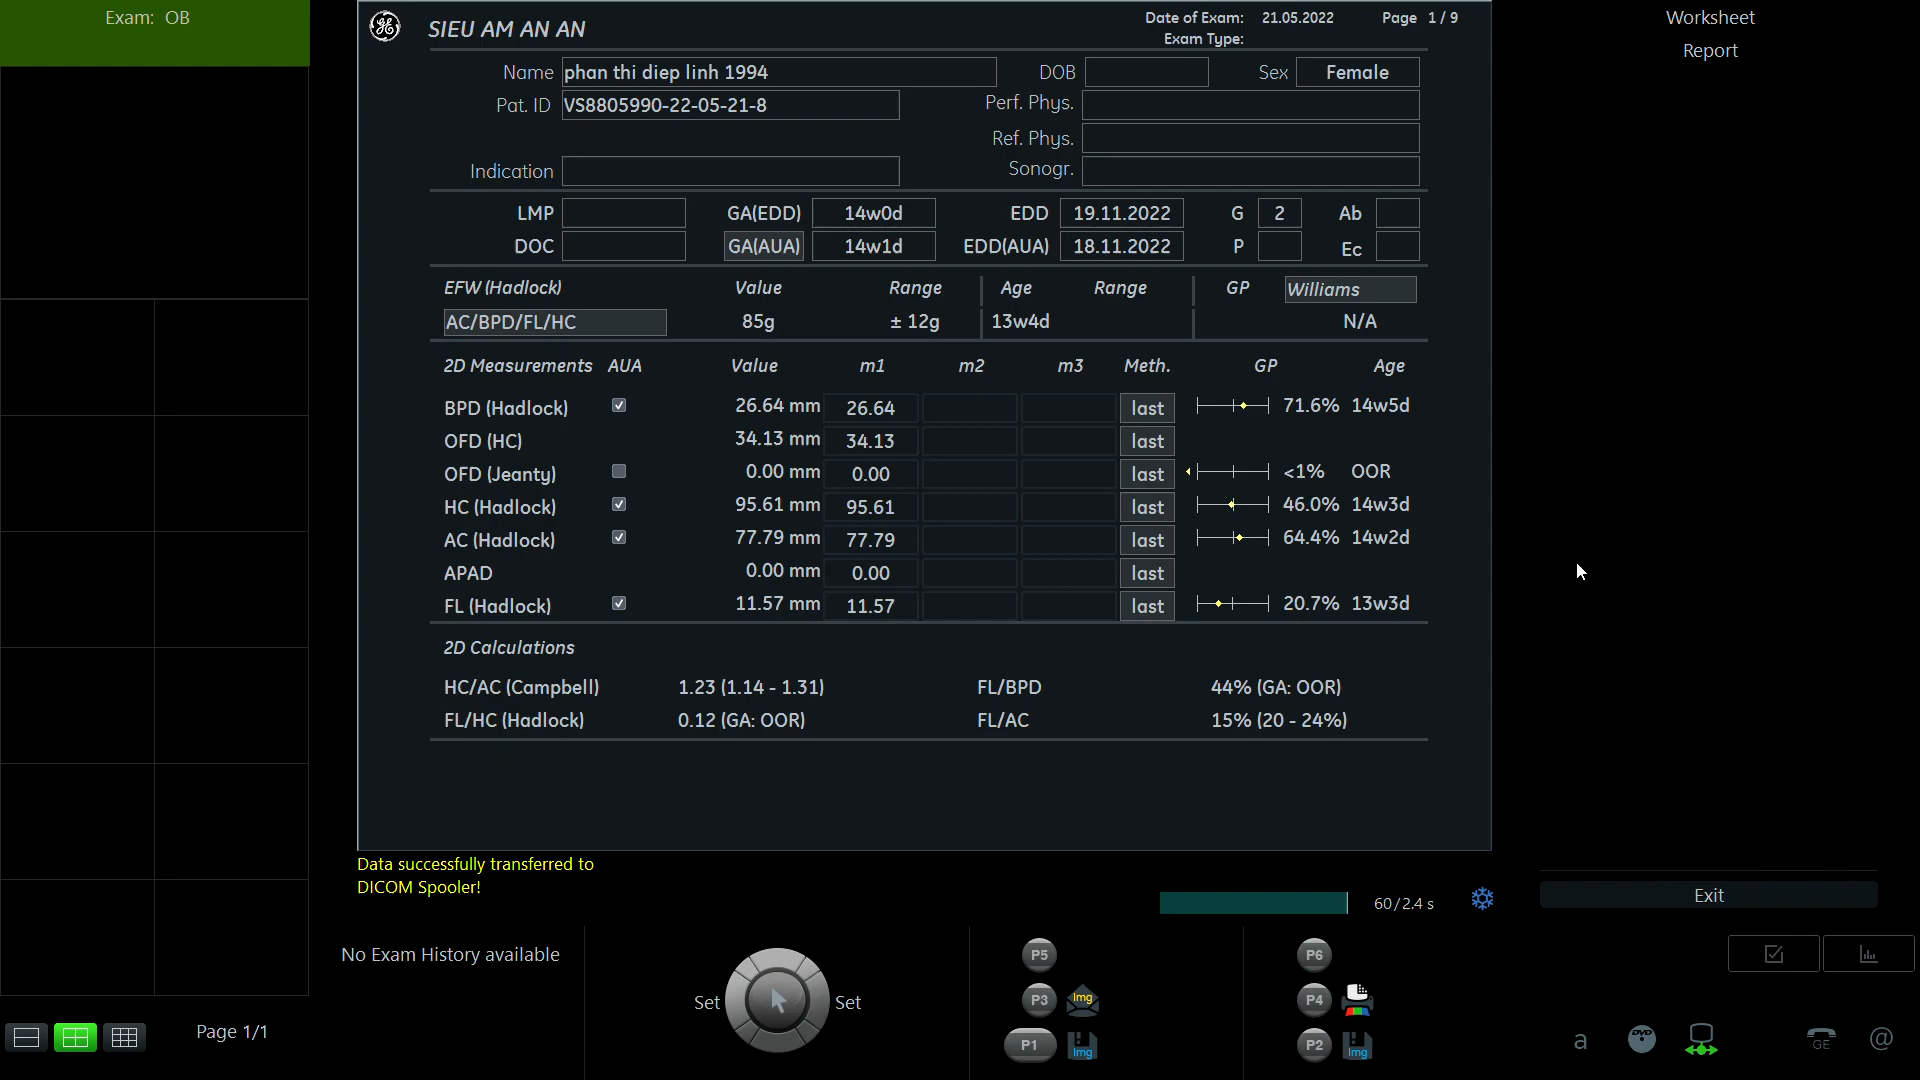 Exam: OB
SIEU AM AN AN
Date of Exam: 21.05.2022 Page 1 / 9
Exam Type:
Worksheet
Report
Name phan thi diep linh 1994 DOB Sex Female
Pat. ID VS8805990-22-05-21-8 Perf. Phys.
Ref. Phys.
Indication Sonogr.
LMP GA(EDD) 14w0d EDD 19.11.2022 G 2 Ab
DOC GA(AUA) 14w1d EDD(AUA) 18.11.2022 P Ec
EFW (Hadlock) Value Range Age Range GP Williams
AC/BPD/FL/HC 85g ± 12g 13w4d N/A
2D Measurements AUA Value m1 m2 m3 Meth. GP Age
BPD (Hadlock) 26.64 mm 26.64 last 71.6% 14w5d
OFD (HC) 34.13 mm 34.13 last
OFD (Jeanty) 0.00 mm 0.00 last <1% OOR
HC (Hadlock) 95.61 mm 95.61 last 46.0% 14w3d
AC (Hadlock) 77.79 mm 77.79 last 64.4% 14w2d
APAD 0.00 mm 0.00 last
FL (Hadlock) 11.57 mm 11.57 last 20.7% 13w3d
2D Calculations
HC/AC (Campbell) 1.23 (1.14 - 1.31) FL/BPD 44% (GA: OOR)
FL/HC (Hadlock) 0.12 (GA: OOR) FL/AC 15% (20 - 24%)
Data successfully transferred to
DICOM Spooler!
60 / 2.4 s
Exit
No Exam History available
Set Set
P5 P6
P3 Img P4
P1 Img P2 Img
Page 1/1
a DVD GE @